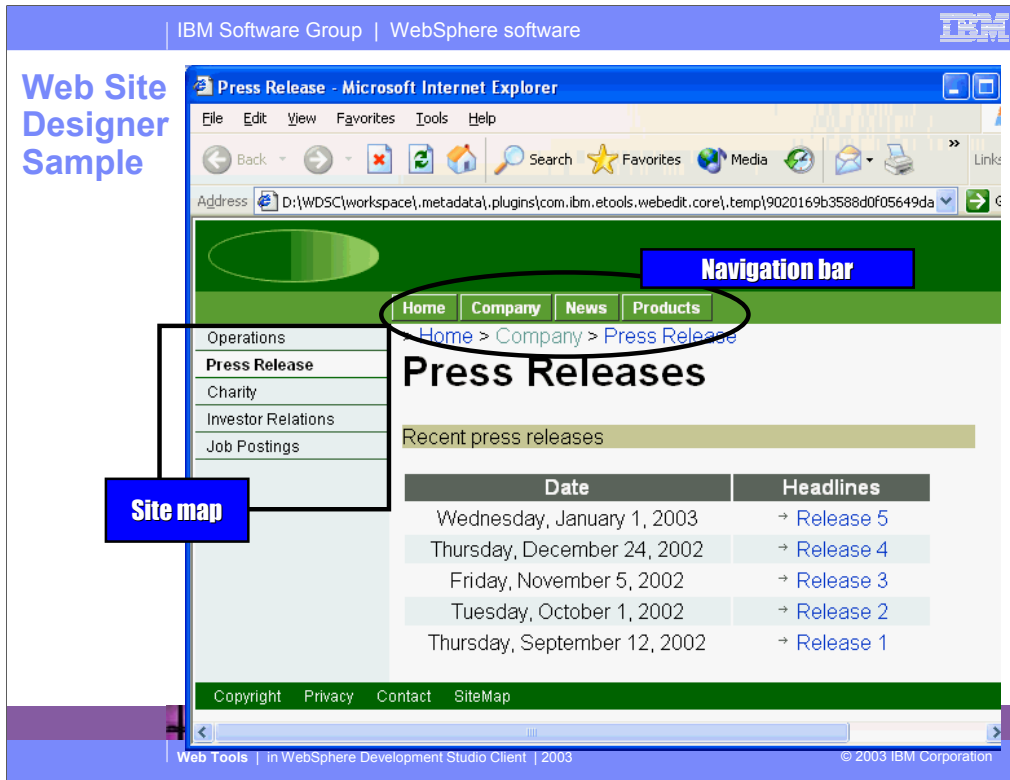 IBM Software Group | WebSphere software
IBM
Web Site
Designer
Sample
Press Release - Microsoft Internet Explorer
File Edit View Favorites Tools Help
Back Search Favorites Media » Links
Address D:\WDSC\workspace\.metadata\.plugins\com.ibm.etools.webedit.core\.temp\9020169b3588d0f05649da
Navigation bar
Home Company News Products
> Home > Company > Press Release
Operations
Press Release
Charity
Investor Relations
Job Postings
Site map
Press Releases
Recent press releases
Date Headlines
Wednesday, January 1, 2003 → Release 5
Thursday, December 24, 2002 → Release 4
Friday, November 5, 2002 → Release 3
Tuesday, October 1, 2002 → Release 2
Thursday, September 12, 2002 → Release 1
Copyright Privacy Contact SiteMap
Web Tools | in WebSphere Development Studio Client | 2003
© 2003 IBM Corporation